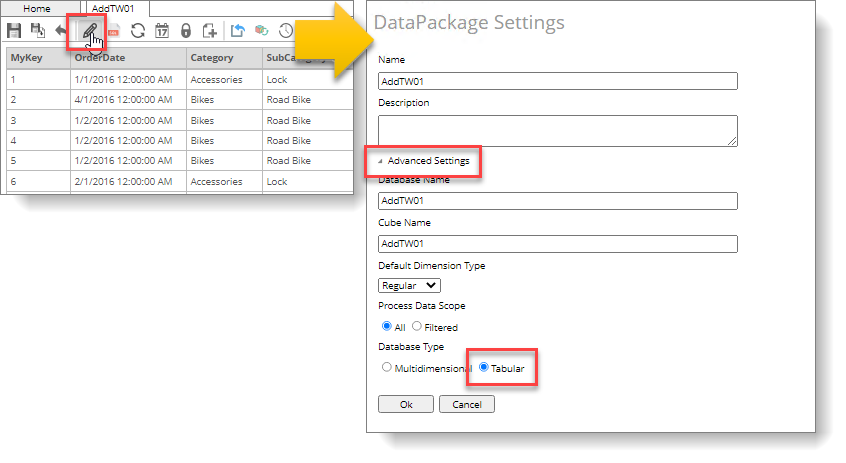 Home AddTW01
17
MyKey OrderDate Category
1 1/1/2016 12:00:00 AM Accessories Lock
2 4/1/2016 12:00:00 AM Bikes Road Bike
3 1/2/2016 12:00:00 AM Bikes Road Bike
4 1/2/2016 12:00:00 AM Bikes Road Bike
5 1/2/2016 12:00:00 AM Bikes Road Bike
6 2/1/2016 12:00:00 AM Accessories Lock
DataPackage Settings
Name
AddTW01
Description
Advanced Settings
Database Name
AddTW01
Cube Name
AddTW01
Default Dimension Type
Regular
Process Data Scope
All Filtered
Database Type
Multidimensional Tabular
Ok Cancel